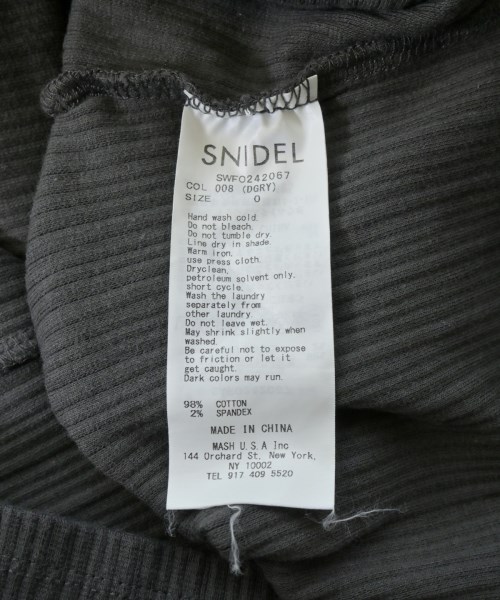 SNIDEL
SWFO242067
COL 008 (DGRY)
SIZE 0
Hand wash cold.
Do not bleach.
Do not tumble dry.
Line dry in shade.
Warm iron.
use press cloth.
Dryclean,
petroleum solvent only.
short cycle.
Wash the laundry
separately from
other laundry.
Do not leave wet.
May shrink slightly when
washed.
Be careful not to expose
to friction or let it
get caught.
Dark colors may run.
98% COTTON
2% SPANDEX
MADE IN CHINA
MASH U.S.A Inc
144 Orchard St. New York,
NY 10002
TEL 917 409 5520